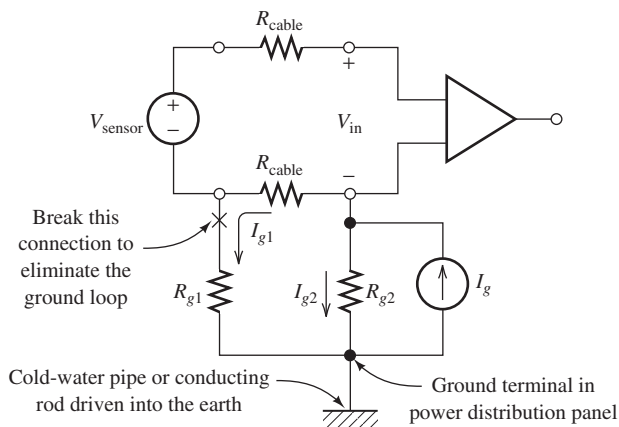 R_cable
+
+
−
V_sensor
V_in
R_cable
−
Break this
connection to
eliminate the
ground loop
I_g1
R_g1
I_g2
R_g2
I_g
Cold-water pipe or conducting
rod driven into the earth
Ground terminal in
power distribution panel